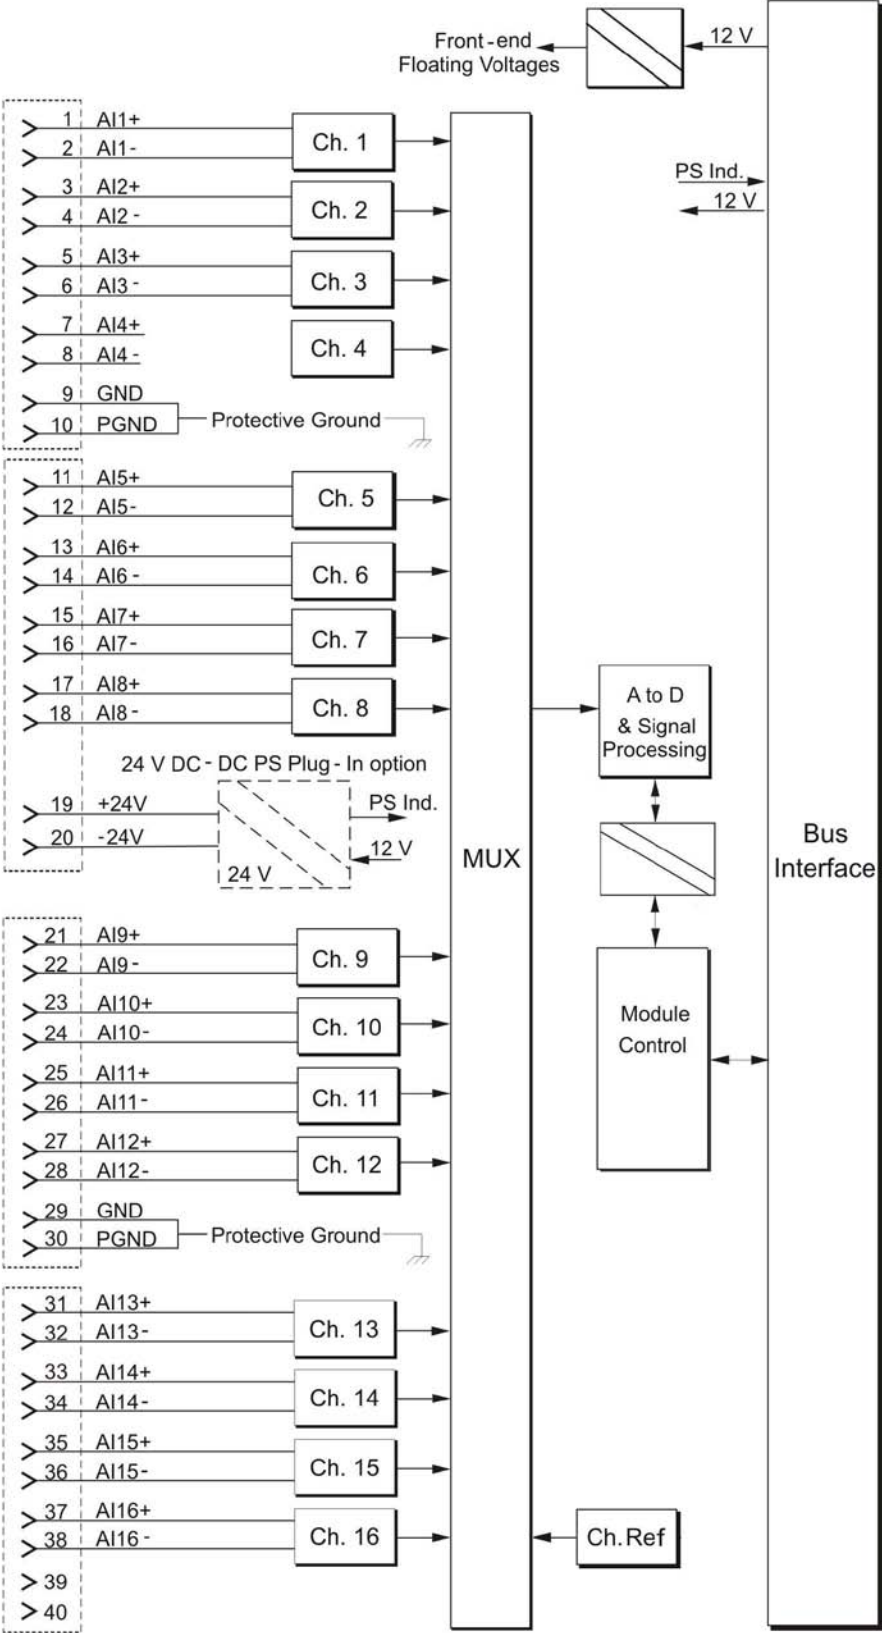 Front-end
Floating Voltages
12 V
PS Ind.
12 V
1 AI1+
2 AI1-
Ch. 1
3 AI2+
4 AI2 -
Ch. 2
5 AI3+
6 AI3 -
Ch. 3
7 AI4+
8 AI4 -
Ch. 4
9 GND
10 PGND
Protective Ground
11 AI5+
12 AI5-
Ch. 5
13 AI6+
14 AI6 -
Ch. 6
15 AI7+
16 AI7-
Ch. 7
17 AI8+
18 AI8 -
Ch. 8
24 V DC - DC PS Plug - In option
19 +24V
20 -24V
24 V
PS Ind.
12 V
21 AI9+
22 AI9 -
Ch. 9
23 AI10+
24 AI10-
Ch. 10
25 AI11+
26 AI11-
Ch. 11
27 AI12+
28 AI12-
Ch. 12
29 GND
30 PGND
Protective Ground
31 AI13+
32 AI13-
Ch. 13
33 AI14+
34 AI14-
Ch. 14
35 AI15+
36 AI15-
Ch. 15
37 AI16+
38 AI16 -
Ch. 16
39
40
MUX
A to D
& Signal
Processing
Module
Control
Ch.Ref
Bus
Interface